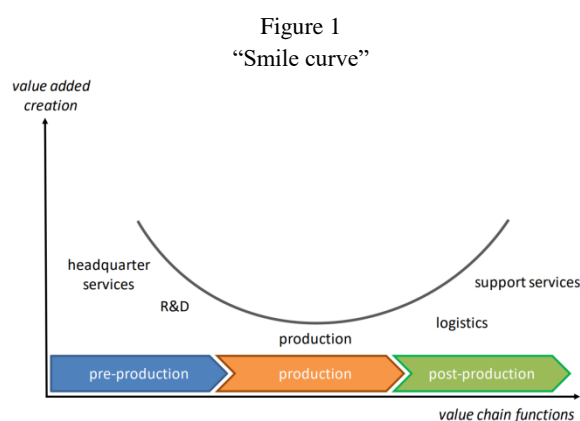 Figure 1
“Smile curve”
value added
creation
headquarter
services
R&D
support services
logistics
production
pre-production
production
post-production
value chain functions